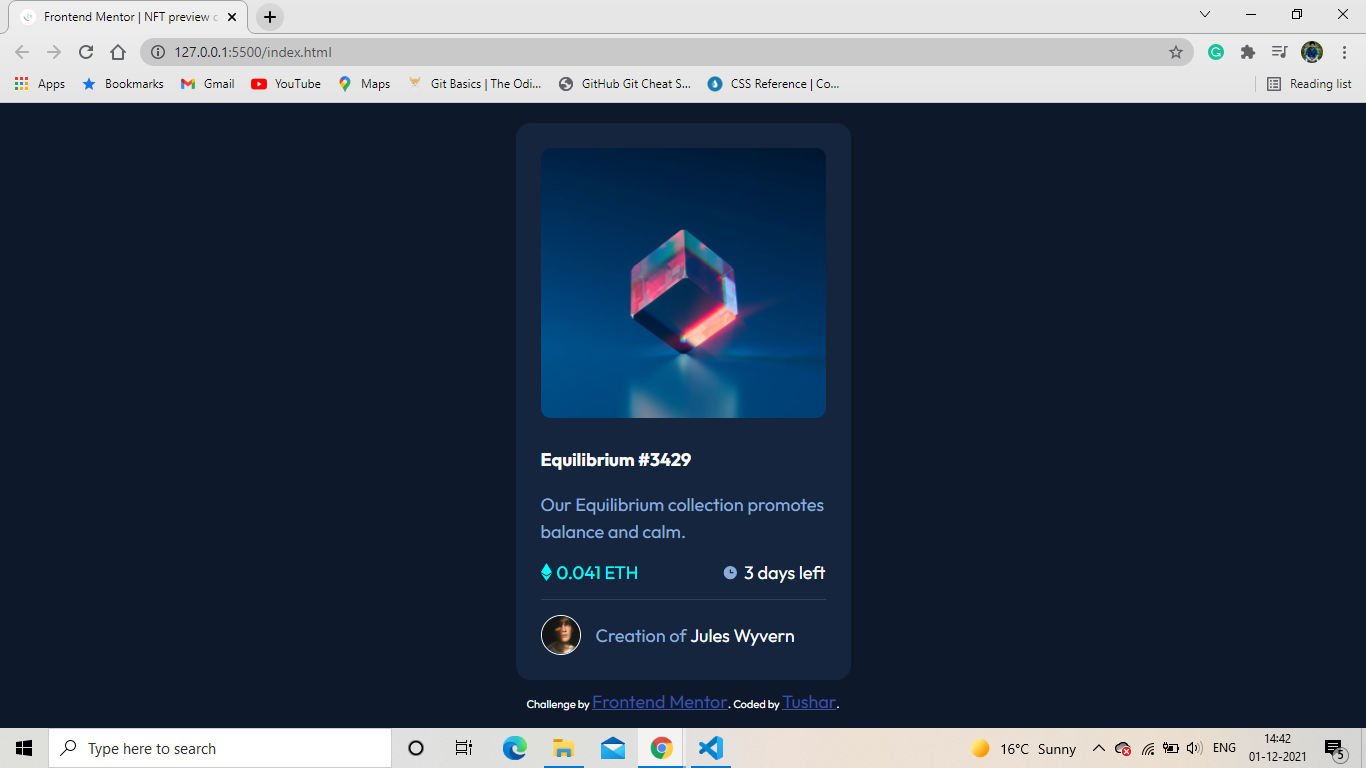 Frontend Mentor | NFT preview c
127.0.0.1:5500/index.html
Apps Bookmarks Gmail YouTube Maps Git Basics | The Odi... GitHub Git Cheat S... CSS Reference | Co... Reading list
Equilibrium #3429
Our Equilibrium collection promotes
balance and calm.
0.041 ETH 3 days left
Creation of Jules Wyvern
Challenge by Frontend Mentor. Coded by Tushar.
Type here to search 16°C Sunny ENG 14:42
01-12-2021 5